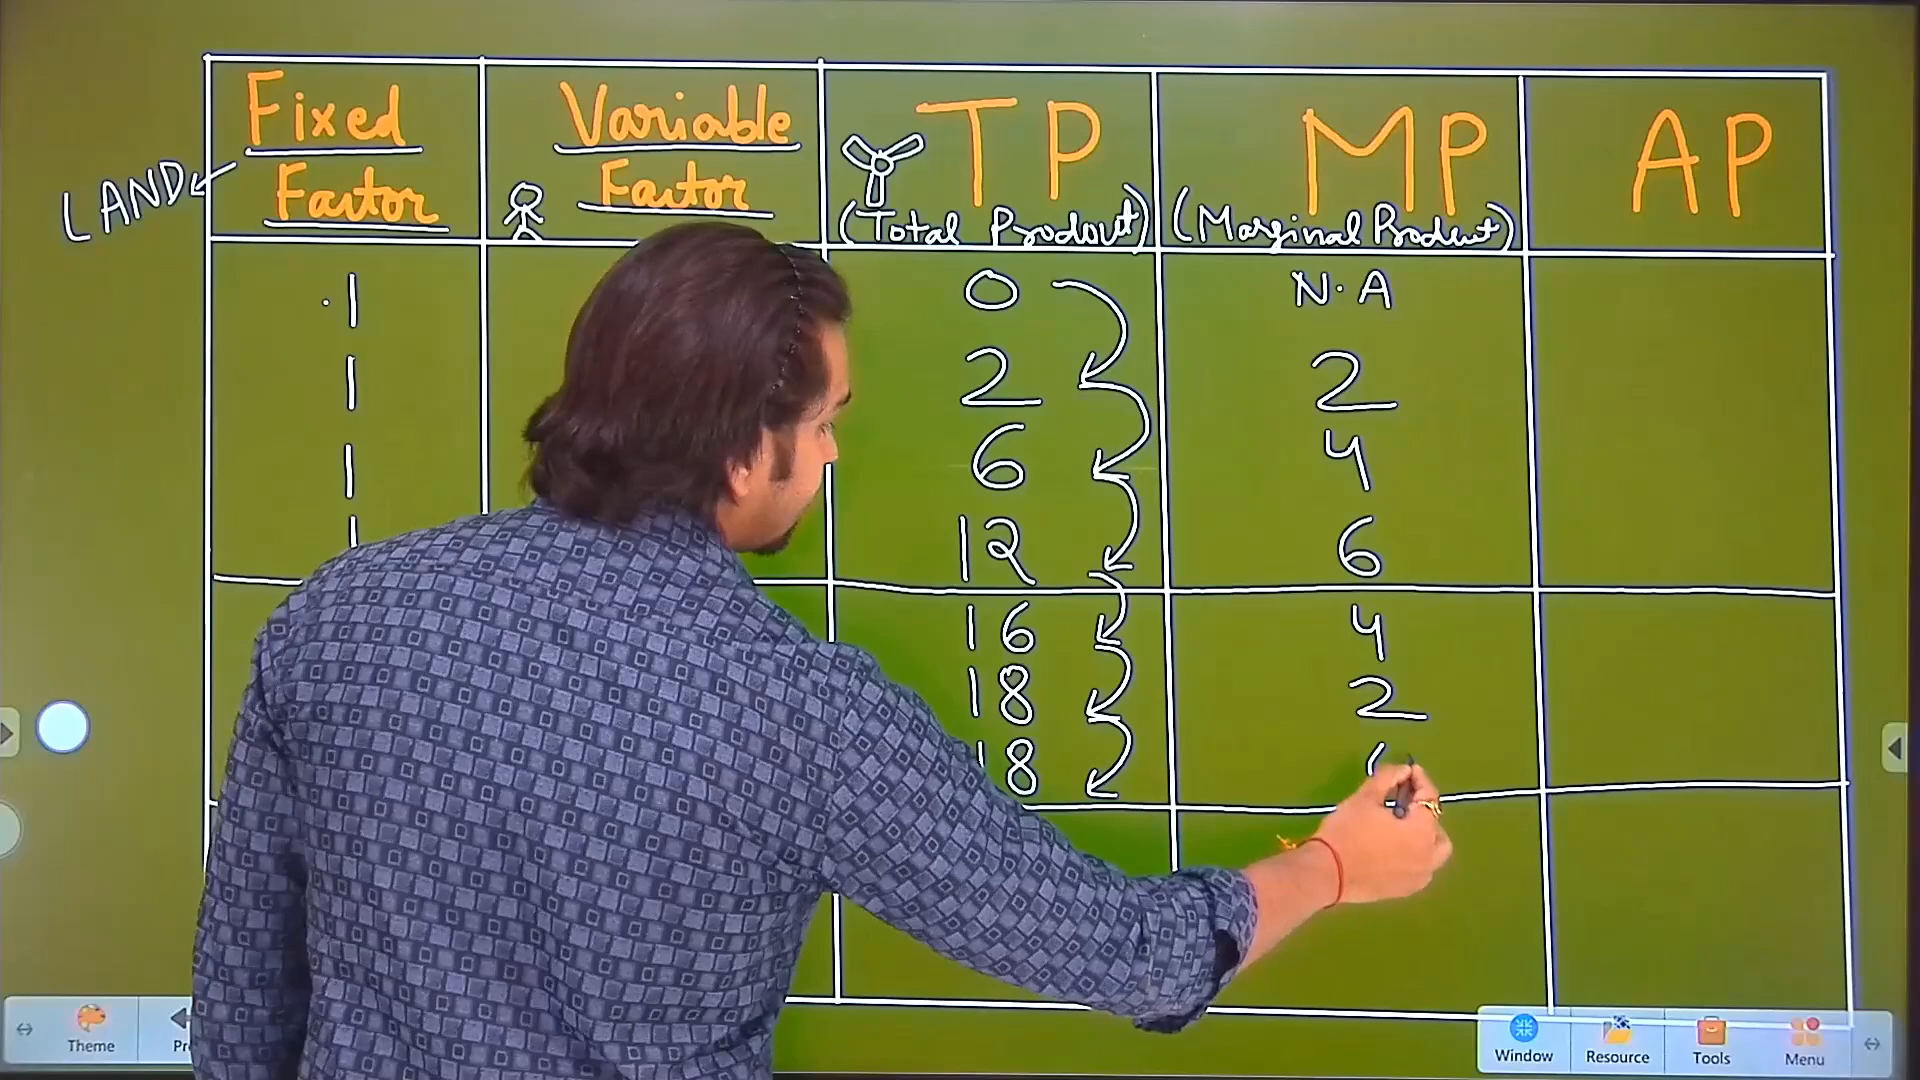 Fixed Factor
Variable Factor
TP
(Total Product)
MP
(Marginal Product)
AP
LAND
1 0 N.A
1 2 2
1 6 4
1 12 6
16 4
18 2
18
Theme
Window
Resource
Tools
Menu